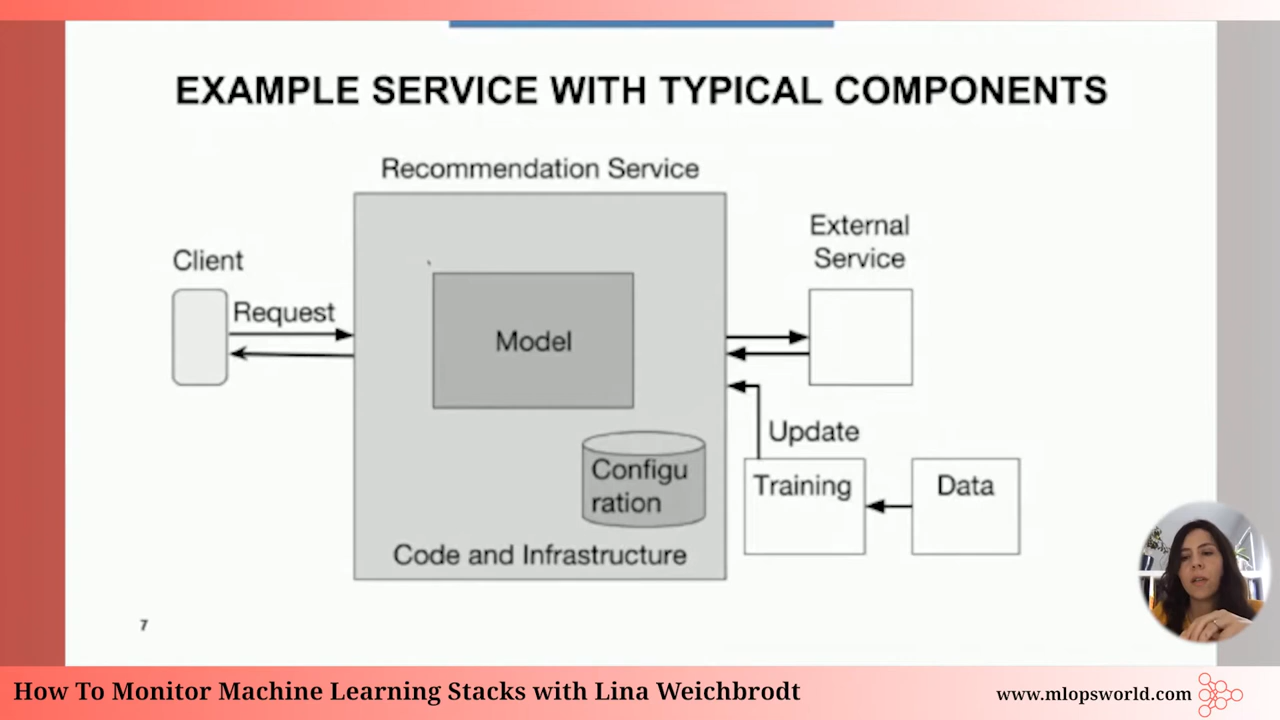 EXAMPLE SERVICE WITH TYPICAL COMPONENTS
Recommendation Service
Client
Request
Model
Configu
ration
Code and Infrastructure
External
Service
Update
Training
Data
7
How To Monitor Machine Learning Stacks with Lina Weichbrodt
www.mlopsworld.com